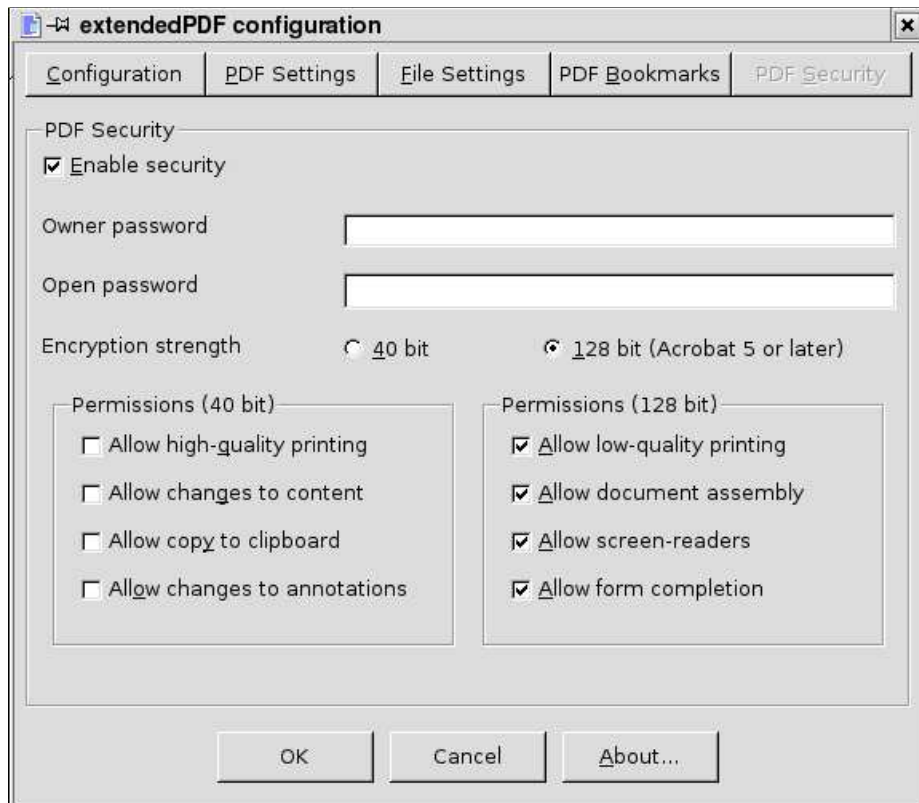 extendedPDF configuration
Configuration PDF Settings File Settings PDF Bookmarks PDF Security
PDF Security
Enable security
Owner password
Open password
Encryption strength 40 bit 128 bit (Acrobat 5 or later)
Permissions (40 bit)
Allow high-quality printing
Allow changes to content
Allow copy to clipboard
Allow changes to annotations
Permissions (128 bit)
Allow low-quality printing
Allow document assembly
Allow screen-readers
Allow form completion
OK Cancel About...